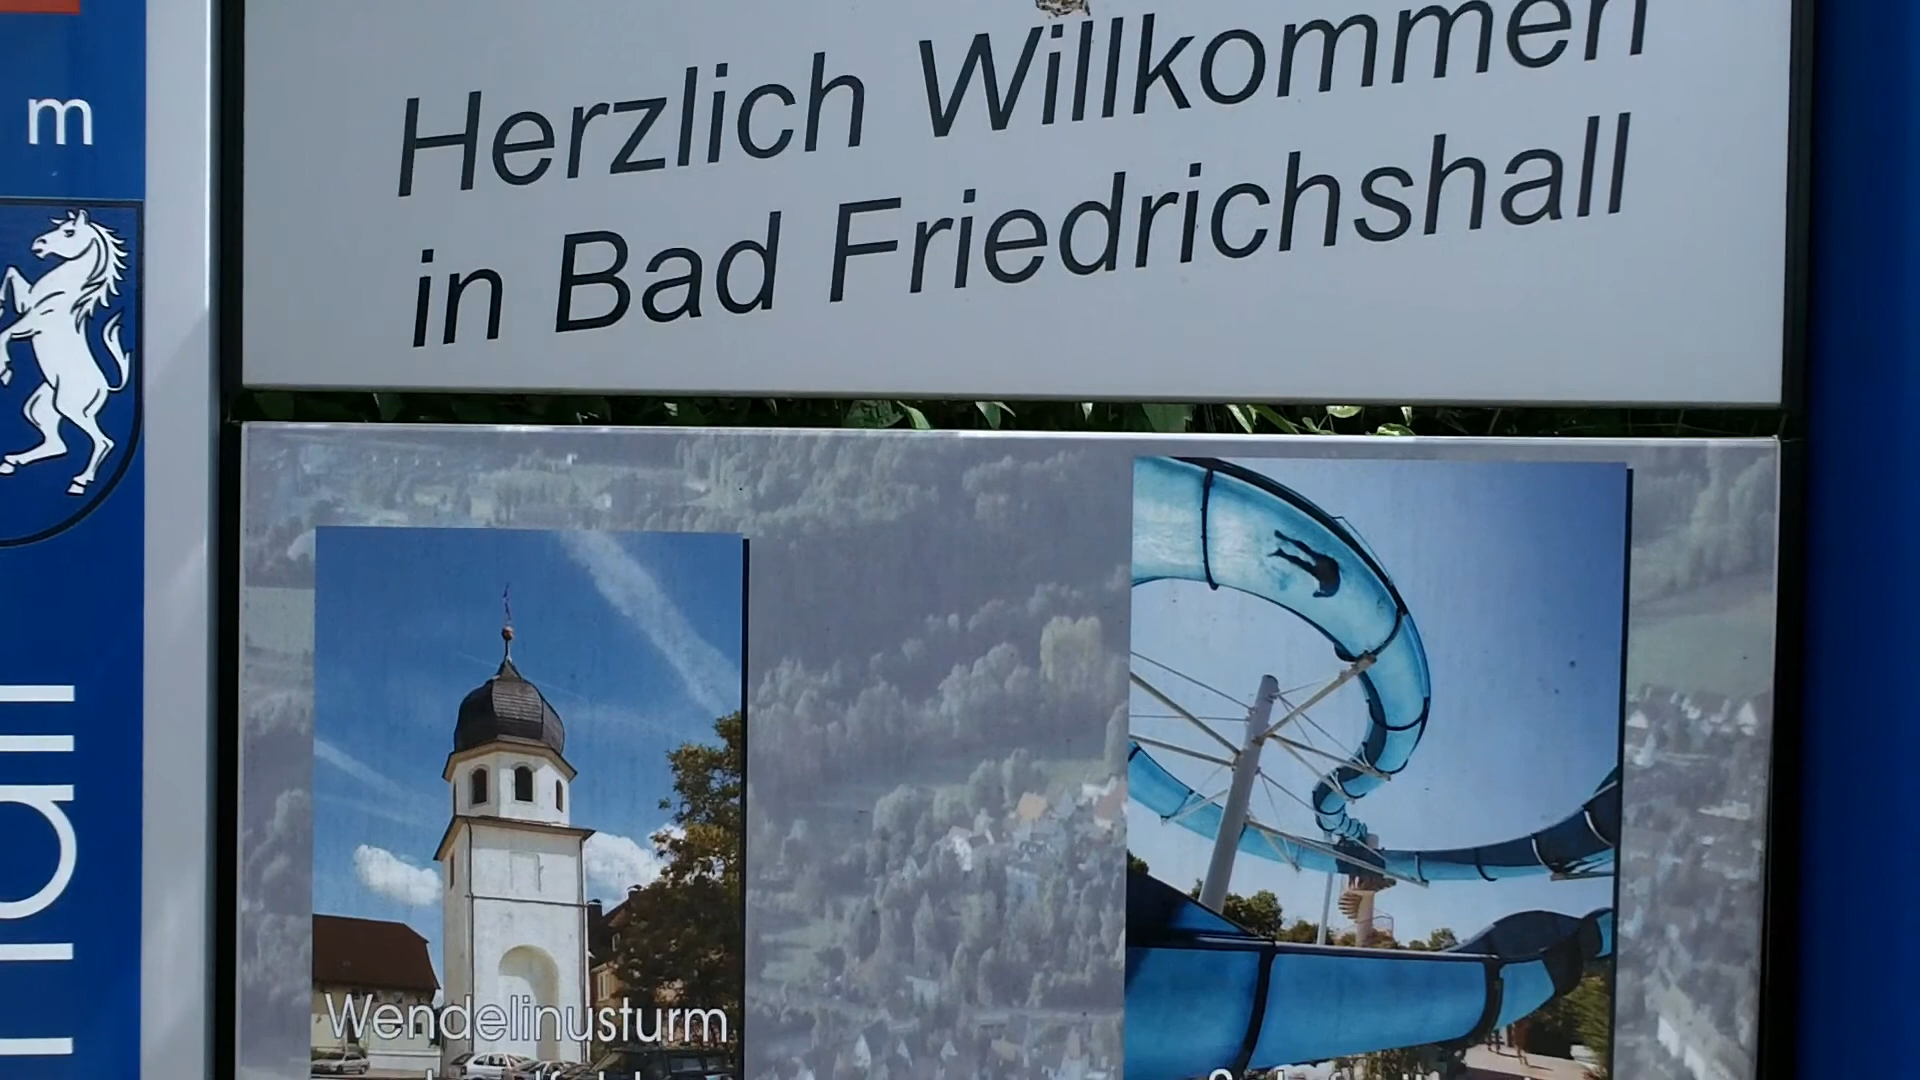 m
Herzlich Willkommen
in Bad Friedrichshall
Wendelinusturm